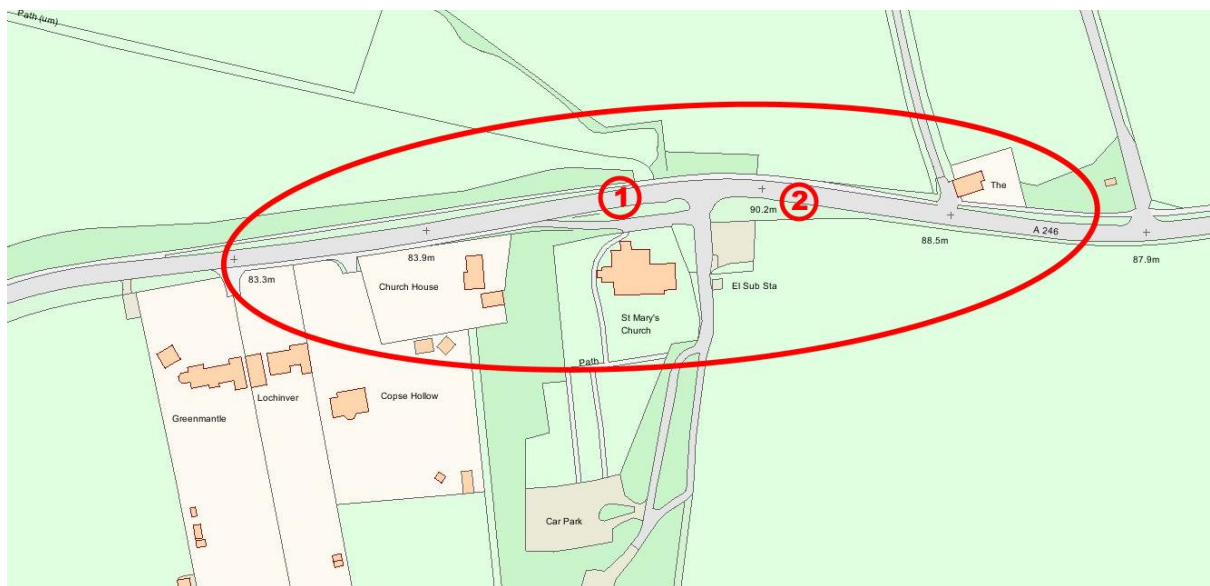 Path (um)
1
2
The
90.2m
A 246
88.5m
87.9m
83.9m
83.3m
Church House
El Sub Sta
St Mary's
Church
Path
Copse Hollow
Lochinver
Greenmantle
Car Park